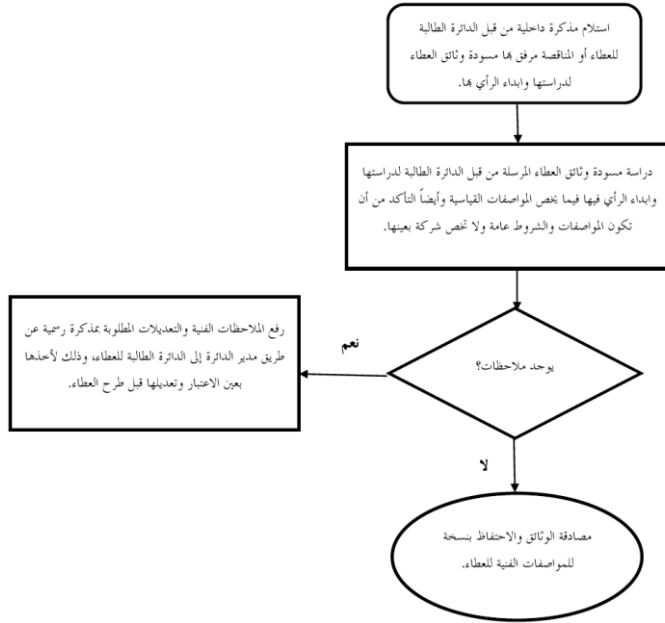 استلام مذكرة داخلية من قبل الدائرة الطالبة
للعطاء أو المناقصة مرفق بها مسودة وثائق العطاء
لدراستها وابداء الرأي بها.
دراسة مسودة وثائق العطاء المرسلة من قبل الدائرة الطالبة لدراستها
وابداء الرأي فيها فيما يخص المواصفات القياسية وأيضاً التأكد من أن
تكون المواصفات والشروط عامة ولا تخص شركة بعينها.
يوجد ملاحظات؟
نعم
رفع الملاحظات الفنية والتعديلات المطلوبة بمذكرة رسمية عن
طريق مدير الدائرة إلى الدائرة الطالبة للعطاء، وذلك لأخذها
بعين الاعتبار وتعديلها قبل طرح العطاء.
لا
مصادقة الوثائق والاحتفاظ بنسخة
للمواصفات الفنية للعطاء.